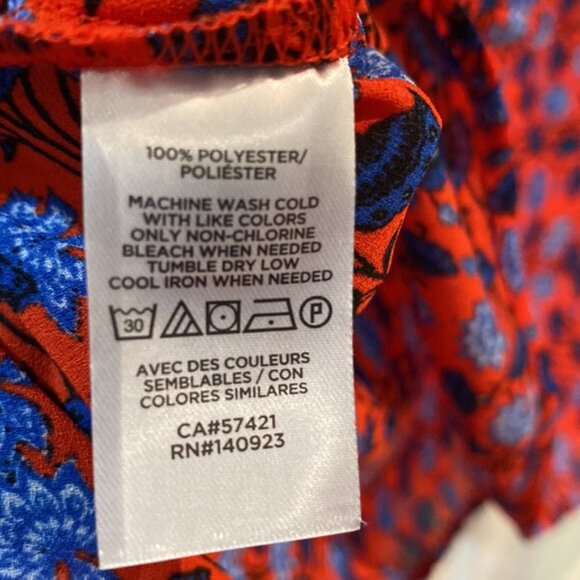 100% POLYESTER/
POLIÉSTER
MACHINE WASH COLD
WITH LIKE COLORS
ONLY NON-CHLORINE
BLEACH WHEN NEEDED
TUMBLE DRY LOW
COOL IRON WHEN NEEDED
30 P
AVEC DES COULEURS
SEMBLABLES / CON
COLORES SIMILARES
CA#57421
RN#140923